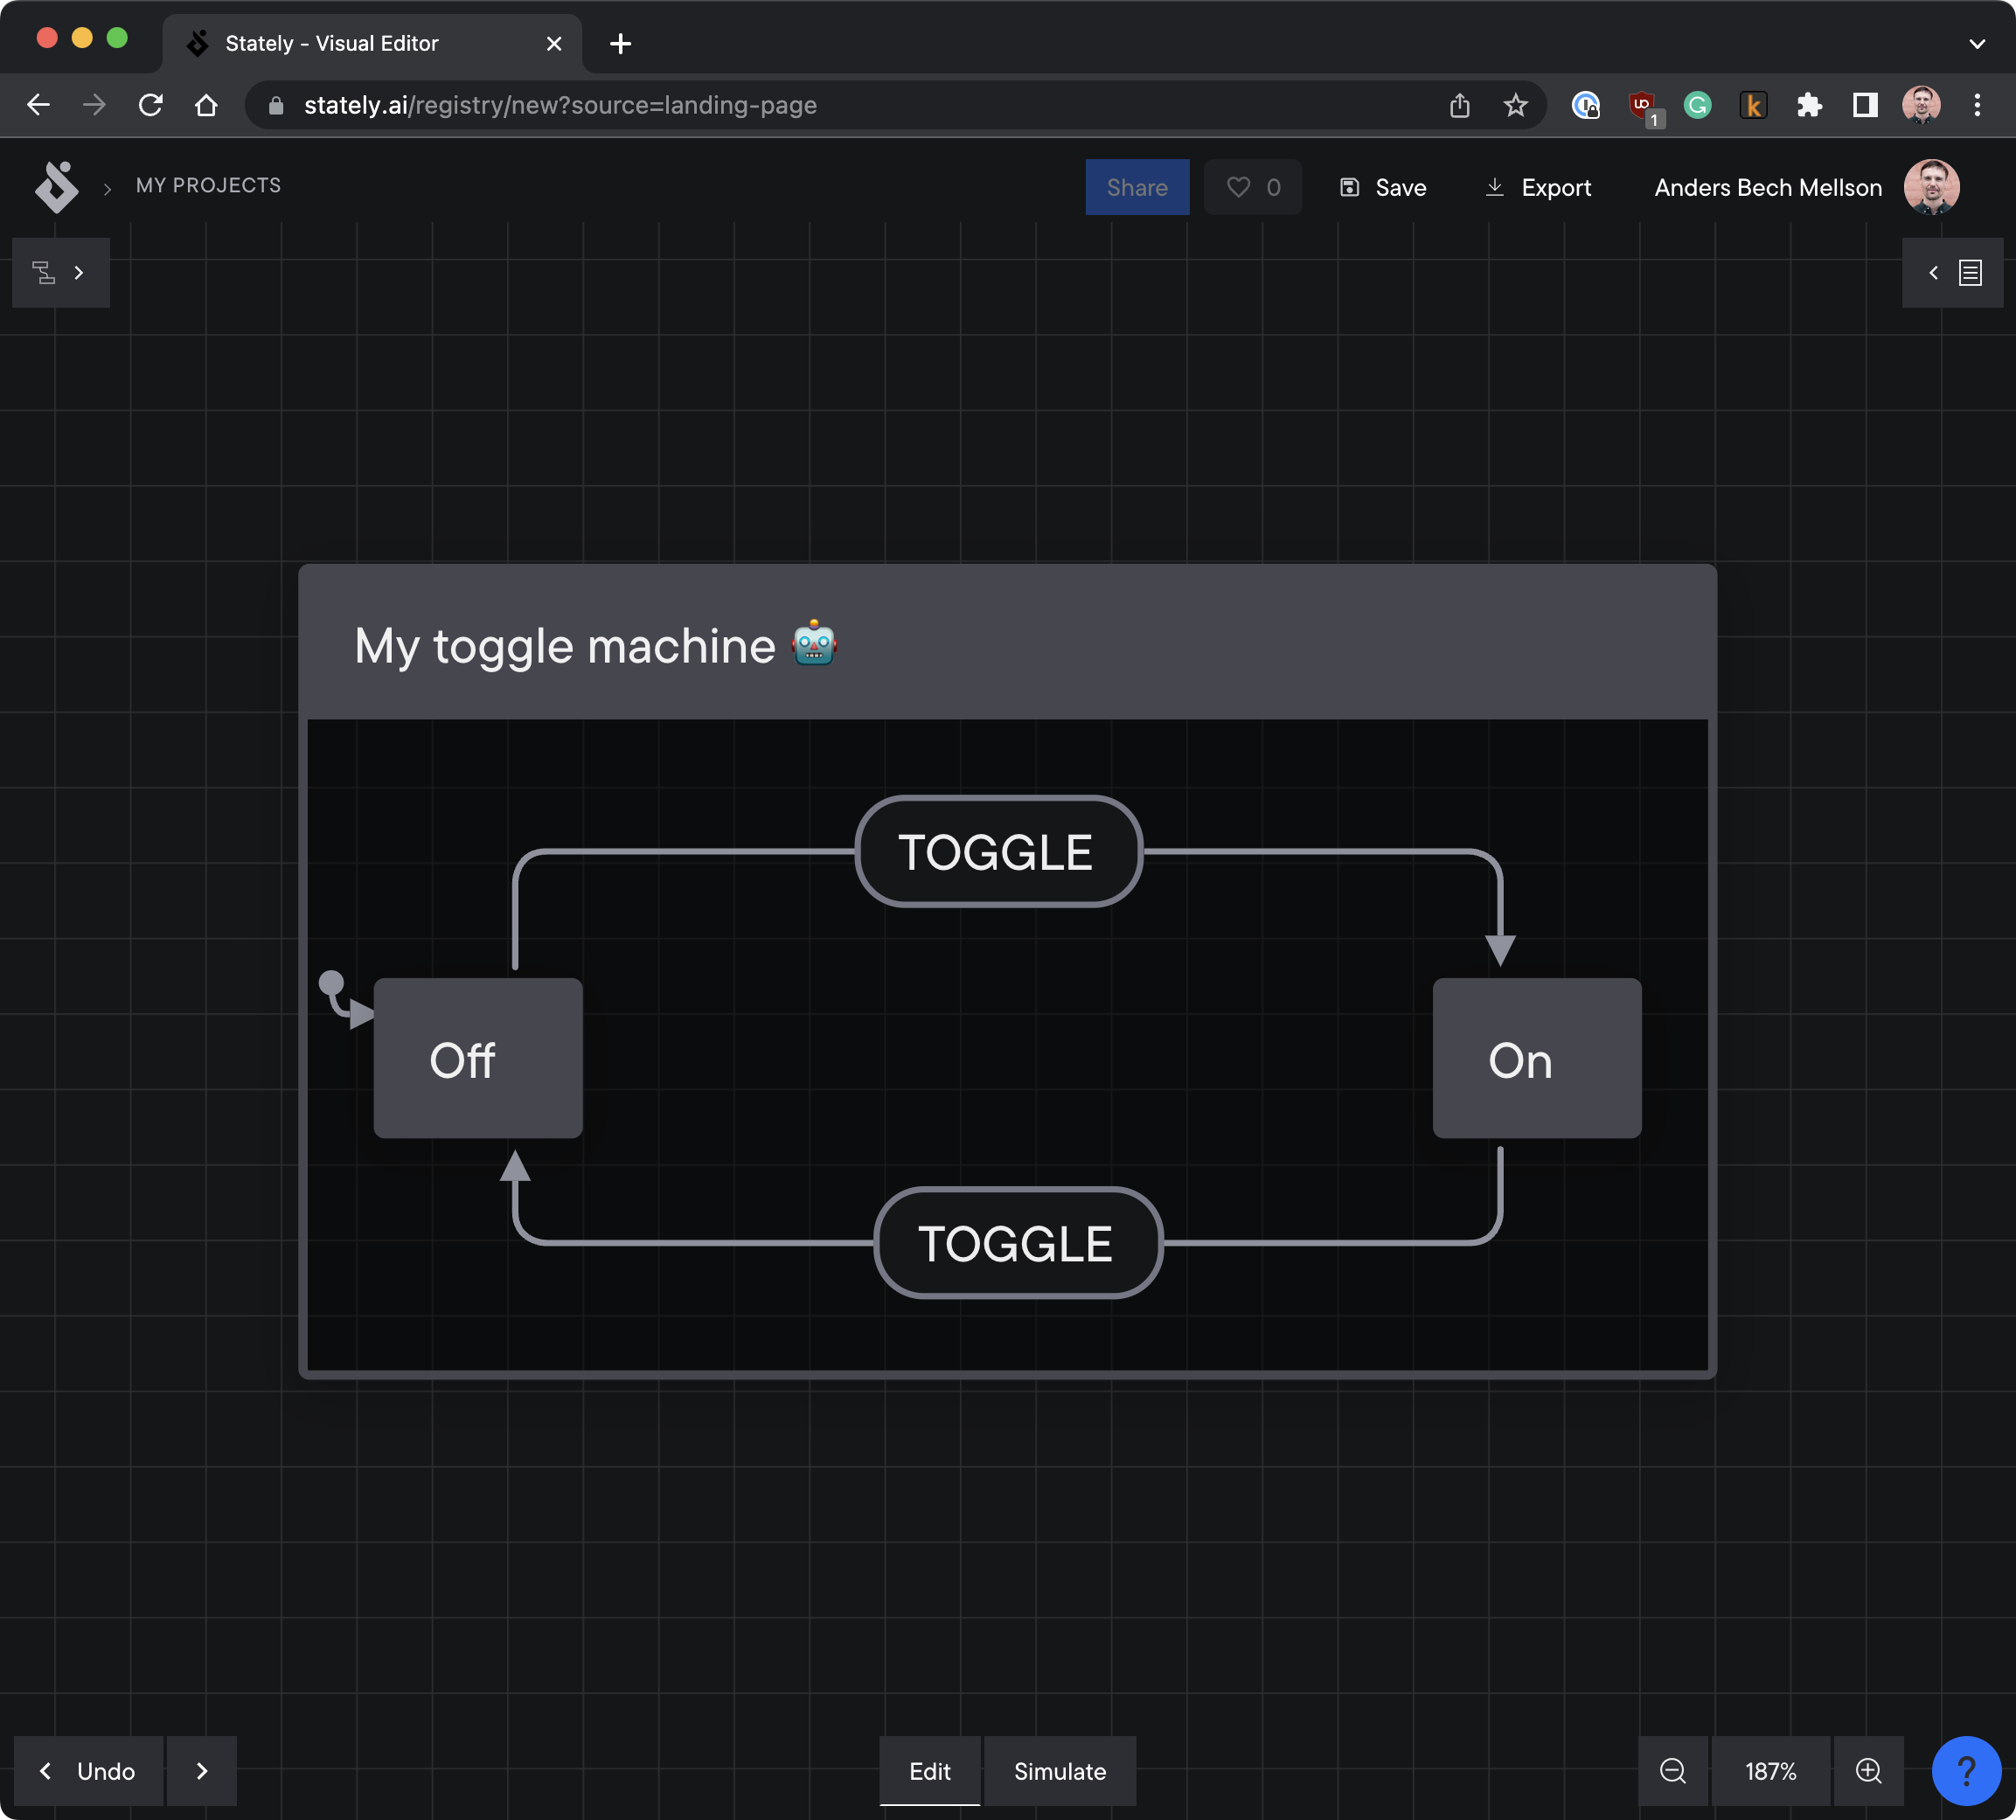 Stately - Visual Editor
stately.ai/registry/new?source=landing-page
1
MY PROJECTS
Share
0
Save
Export
Anders Bech Mellson
My toggle machine 🤖
TOGGLE
Off
On
TOGGLE
Undo
Edit
Simulate
187%
?